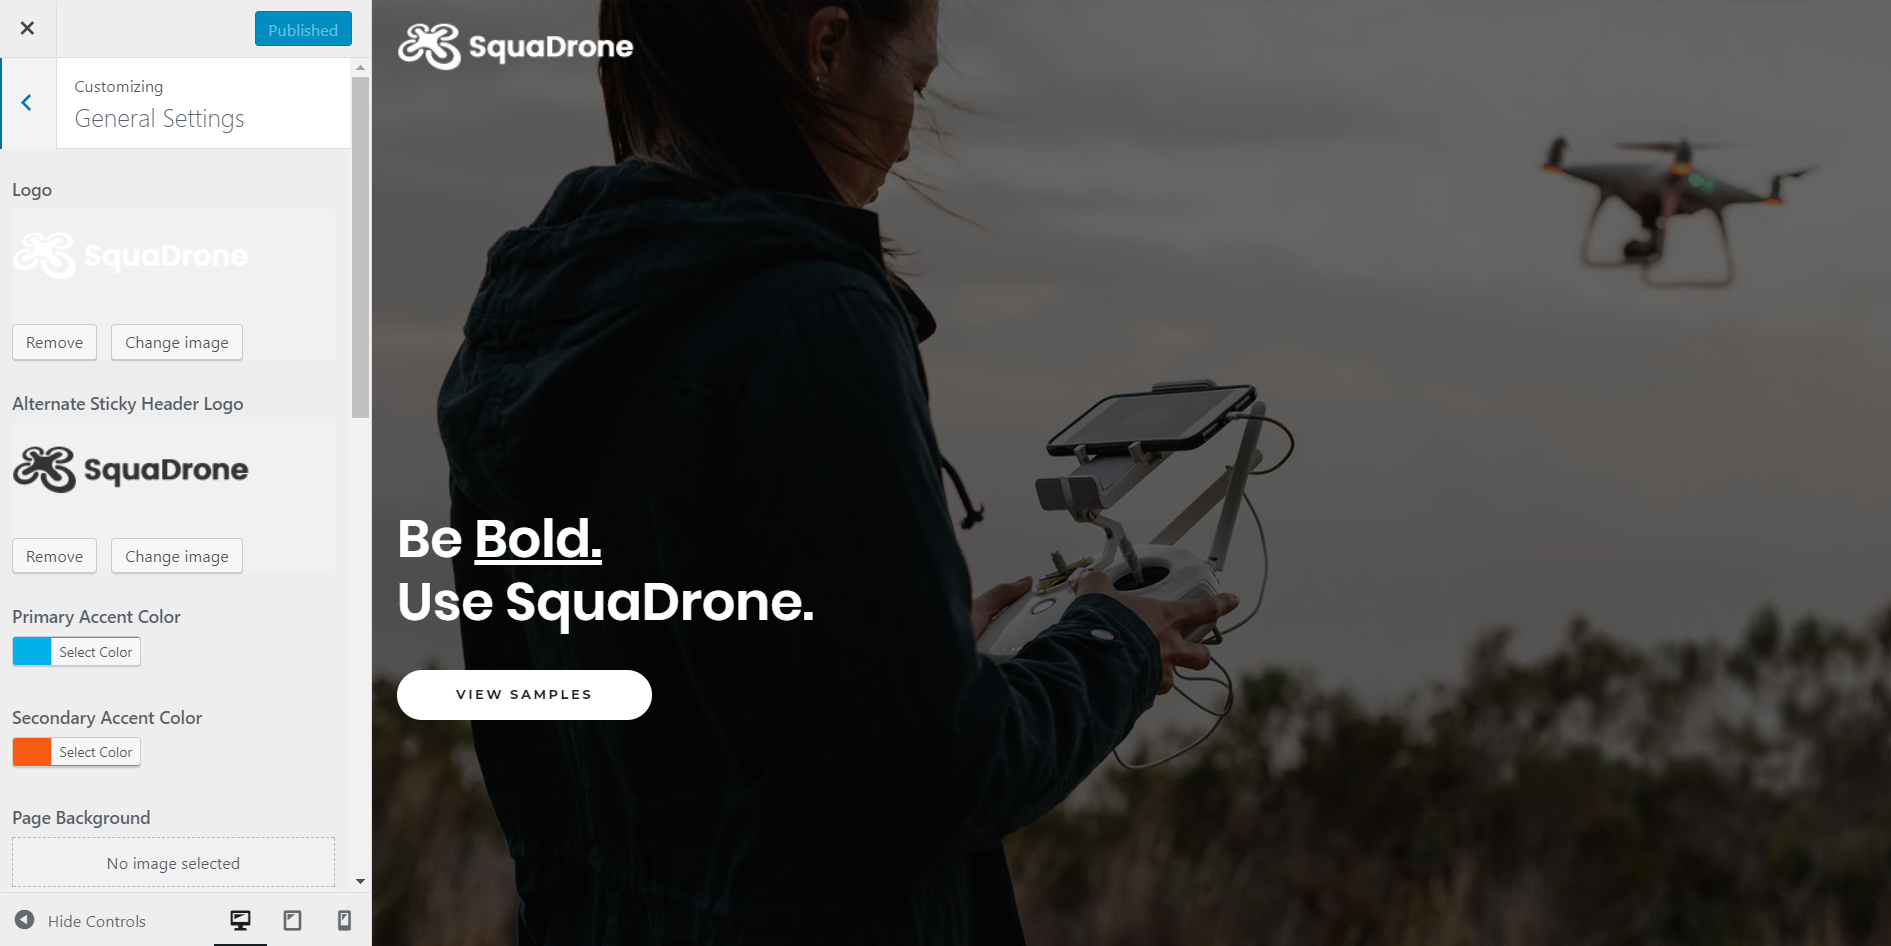 Published
Customizing
General Settings
Logo
SquaDrone
Remove
Change image
Alternate Sticky Header Logo
SquaDrone
Remove
Change image
Primary Accent Color
Select Color
Secondary Accent Color
Select Color
Page Background
No image selected
Hide Controls
SquaDrone
Be Bold.
Use SquaDrone.
VIEW SAMPLES